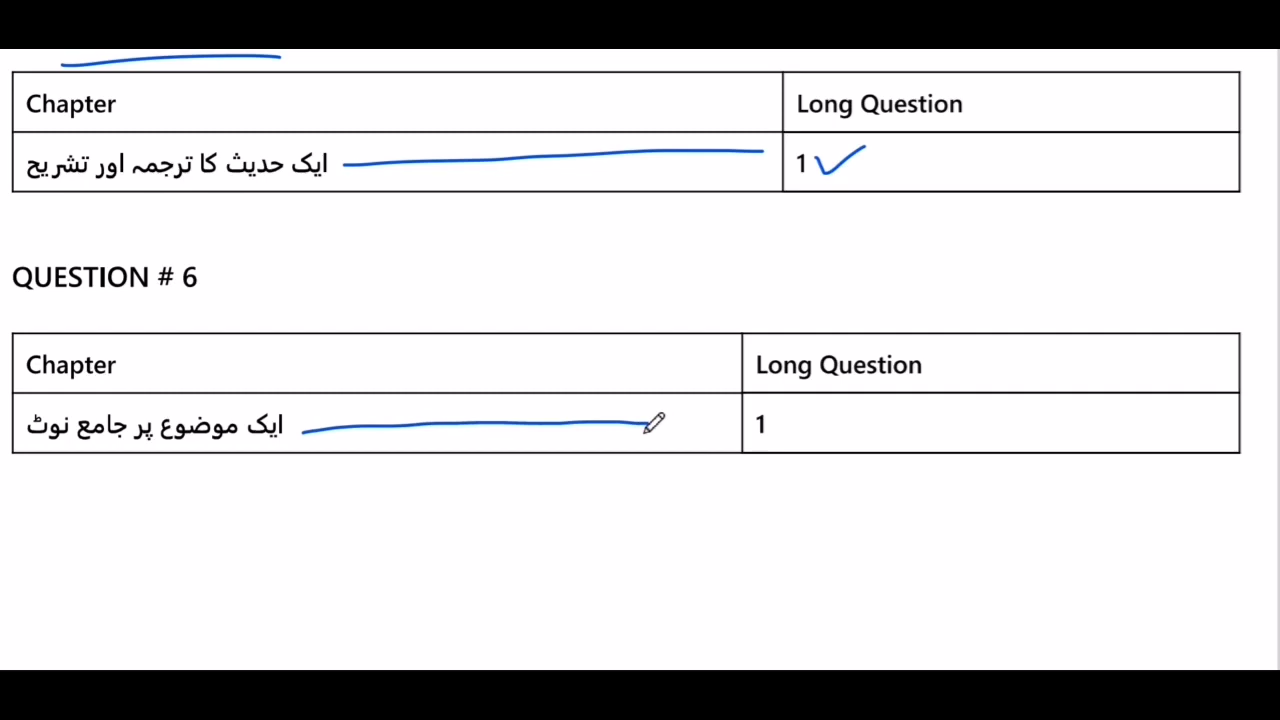 Chapter Long Question
ایک حدیث کا ترجمہ اور تشریح 1
QUESTION # 6
Chapter Long Question
ایک موضوع پر جامع نوٹ 1